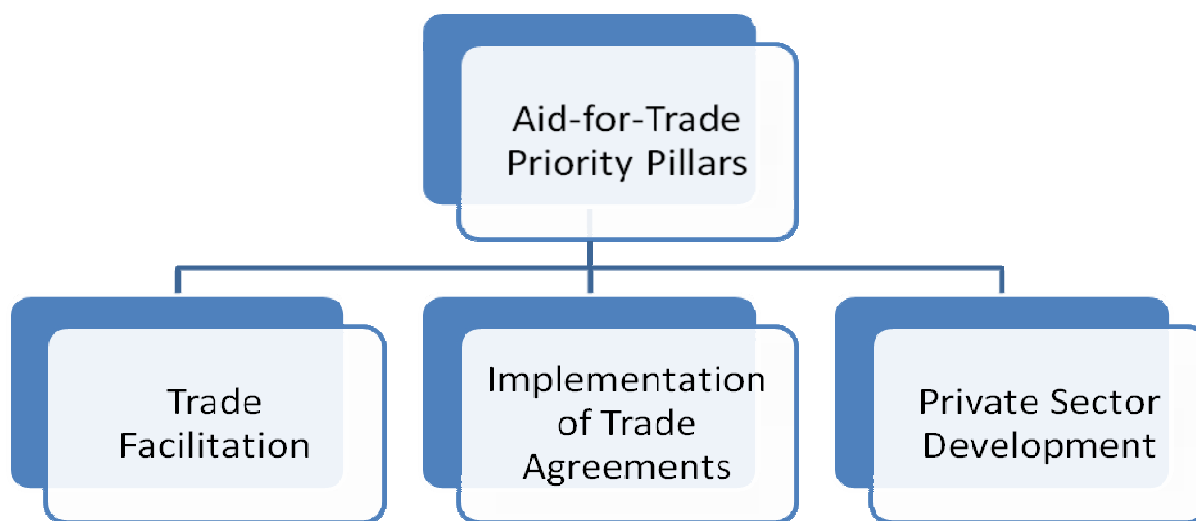 Aid-for-Trade
Priority Pillars
Trade
Facilitation
Implementation
of Trade
Agreements
Private Sector
Development